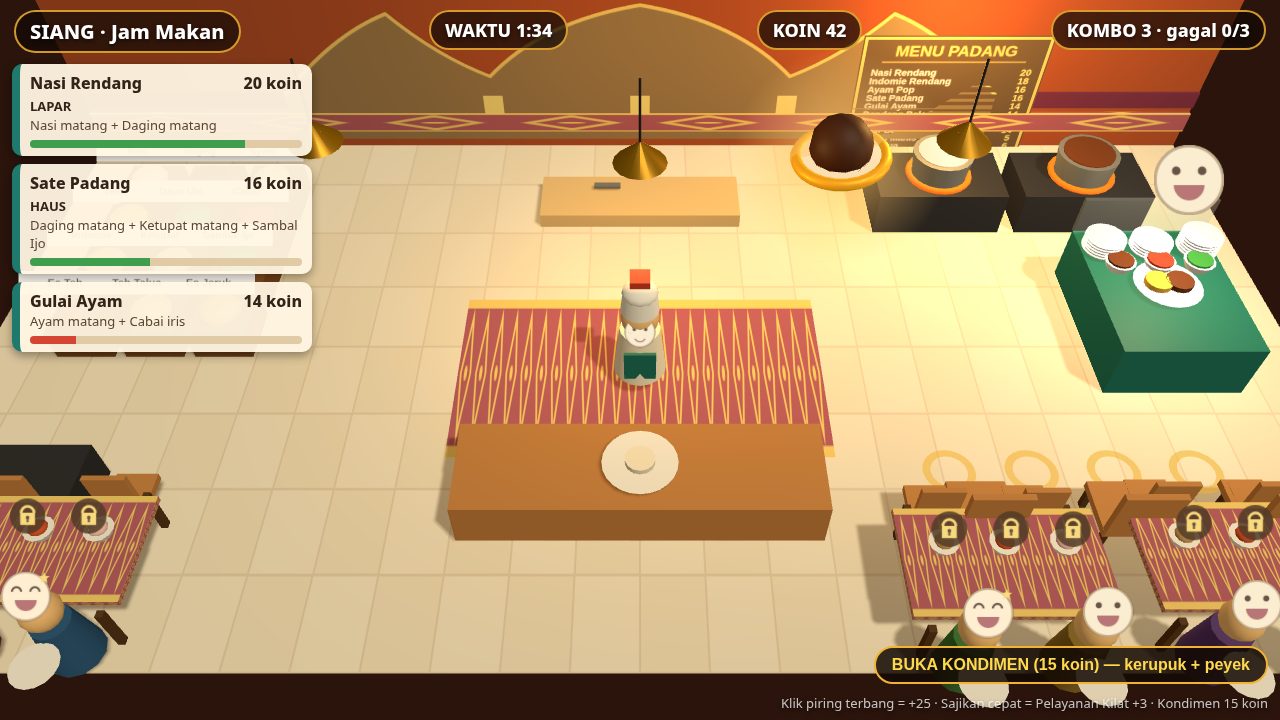 SIANG · Jam Makan
WAKTU 1:34
KOIN 42
KOMBO 3 · gagal 0/3
MENU PADANG
Nasi Rendang 20
Indomie Rendang 18
Ayam Pop 16
Sate Padang 16
Gulai Ayam 14
Nasi Rendang 20 koin
LAPAR
Nasi matang + Daging matang
Sate Padang 16 koin
HAUS
Daging matang + Ketupat matang + Sambal
Ijo
Gulai Ayam 14 koin
Ayam matang + Cabai iris
BUKA KONDIMEN (15 koin) — kerupuk + peyek
Klik piring terbang = +25 · Sajikan cepat = Pelayanan Kilat +3 · Kondimen 15 koin